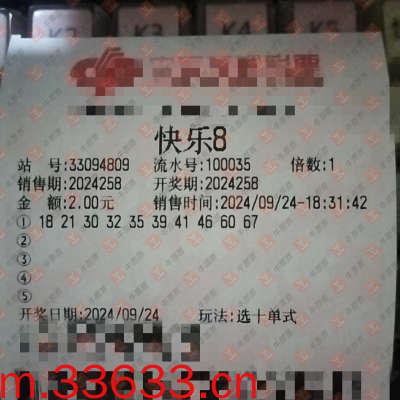 快乐8
站 号:33094809 流水号:100035 倍数:1
销售期:2024258 开奖期:2024258
金 额:2.00元 销售时间:2024/09/24-18:31:42
① 18 21 30 32 35 39 41 46 60 67
②
③
④
⑤
开奖日期:2024/09/24 玩法:选十单式
m.33633.cn